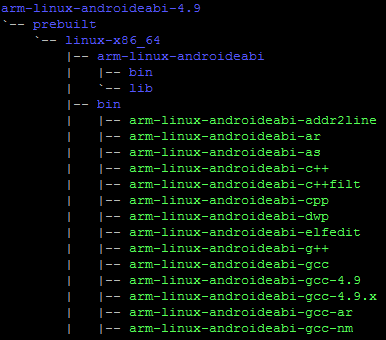 arm-linux-androideabi-4.9
`-- prebuilt
    `-- linux-x86_64
        |-- arm-linux-androideabi
        |   |-- bin
        |   `-- lib
        |-- bin
        |   |-- arm-linux-androideabi-addr2line
        |   |-- arm-linux-androideabi-ar
        |   |-- arm-linux-androideabi-as
        |   |-- arm-linux-androideabi-c++
        |   |-- arm-linux-androideabi-c++filt
        |   |-- arm-linux-androideabi-cpp
        |   |-- arm-linux-androideabi-dwp
        |   |-- arm-linux-androideabi-elfedit
        |   |-- arm-linux-androideabi-g++
        |   |-- arm-linux-androideabi-gcc
        |   |-- arm-linux-androideabi-gcc-4.9
        |   |-- arm-linux-androideabi-gcc-4.9.x
        |   |-- arm-linux-androideabi-gcc-ar
        |   |-- arm-linux-androideabi-gcc-nm